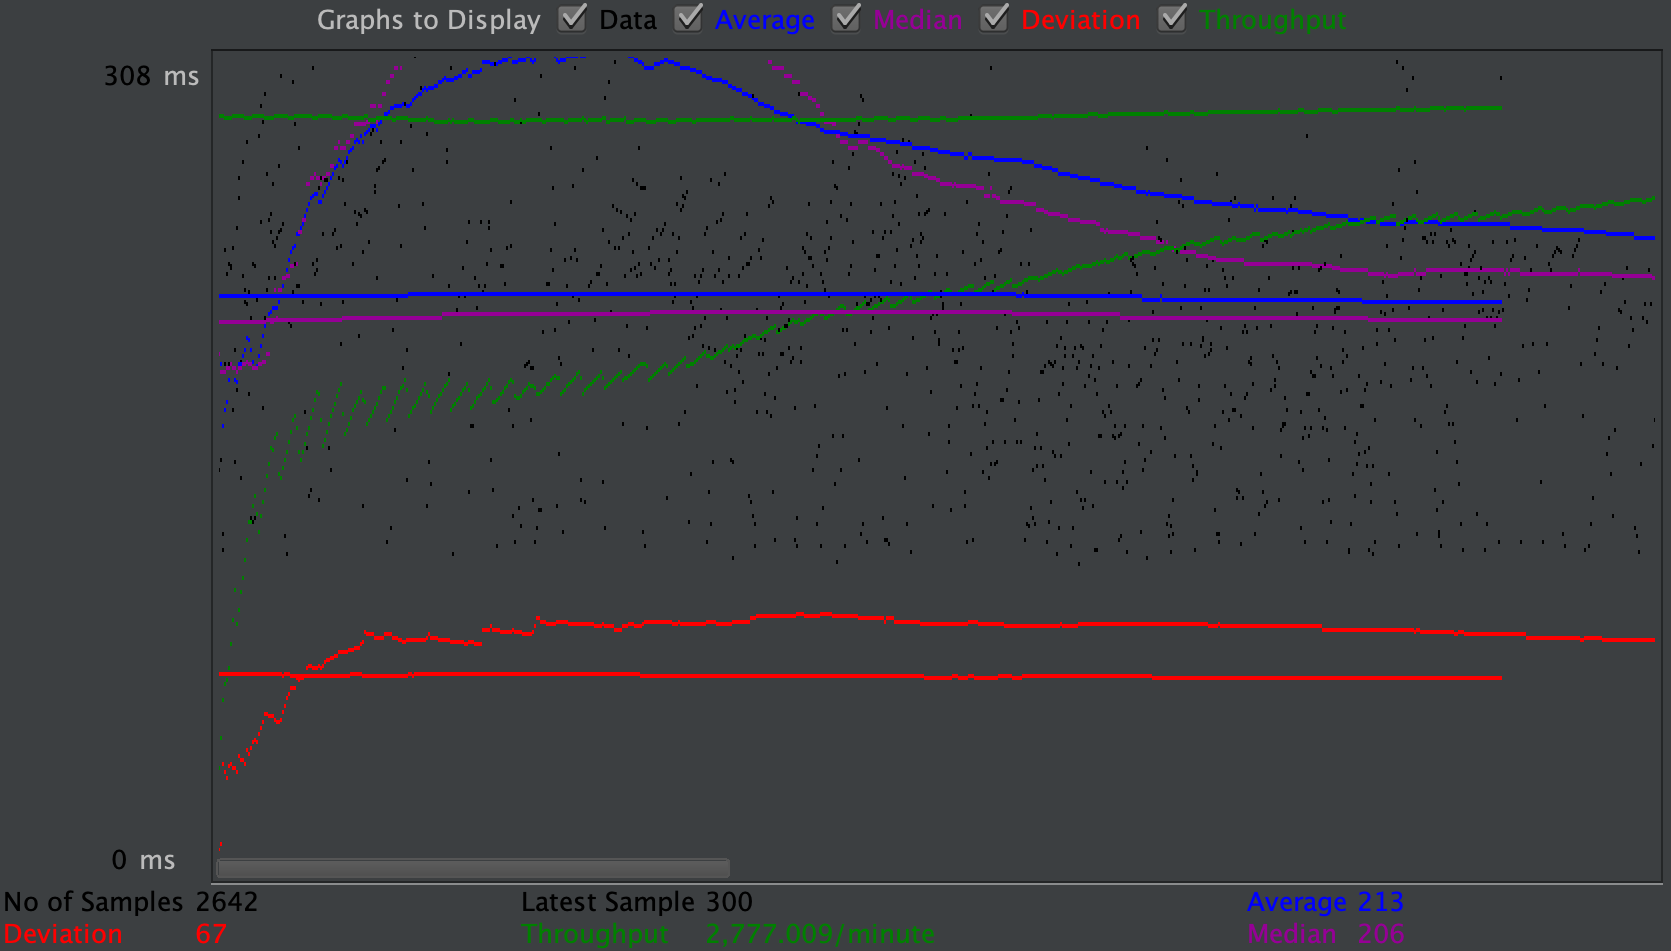 Graphs to Display Data Average Median Deviation Throughput
308 ms
0 ms
No of Samples 2642 Latest Sample 300 Average 213
Deviation 67 Throughput 2,777.009/minute Median 206